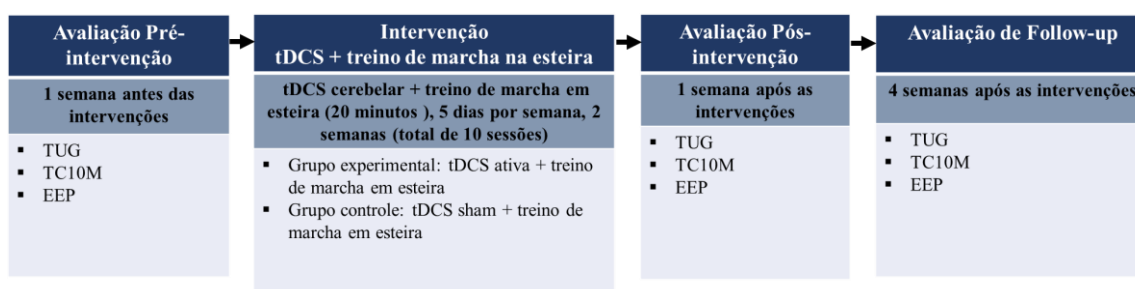 Avaliação Pré-
intervenção
1 semana antes das
intervenções
▪ TUG
▪ TC10M
▪ EEP
Intervenção
tDCS + treino de marcha na esteira
tDCS cerebelar + treino de marcha em
esteira (20 minutos ), 5 dias por semana, 2
semanas (total de 10 sessões)
▪ Grupo experimental: tDCS ativa + treino
de marcha em esteira
▪ Grupo controle: tDCS sham + treino de
marcha em esteira
Avaliação Pós-
intervenção
1 semana após as
intervenções
▪ TUG
▪ TC10M
▪ EEP
Avaliação de Follow-up
4 semanas após as intervenções
▪ TUG
▪ TC10M
▪ EEP